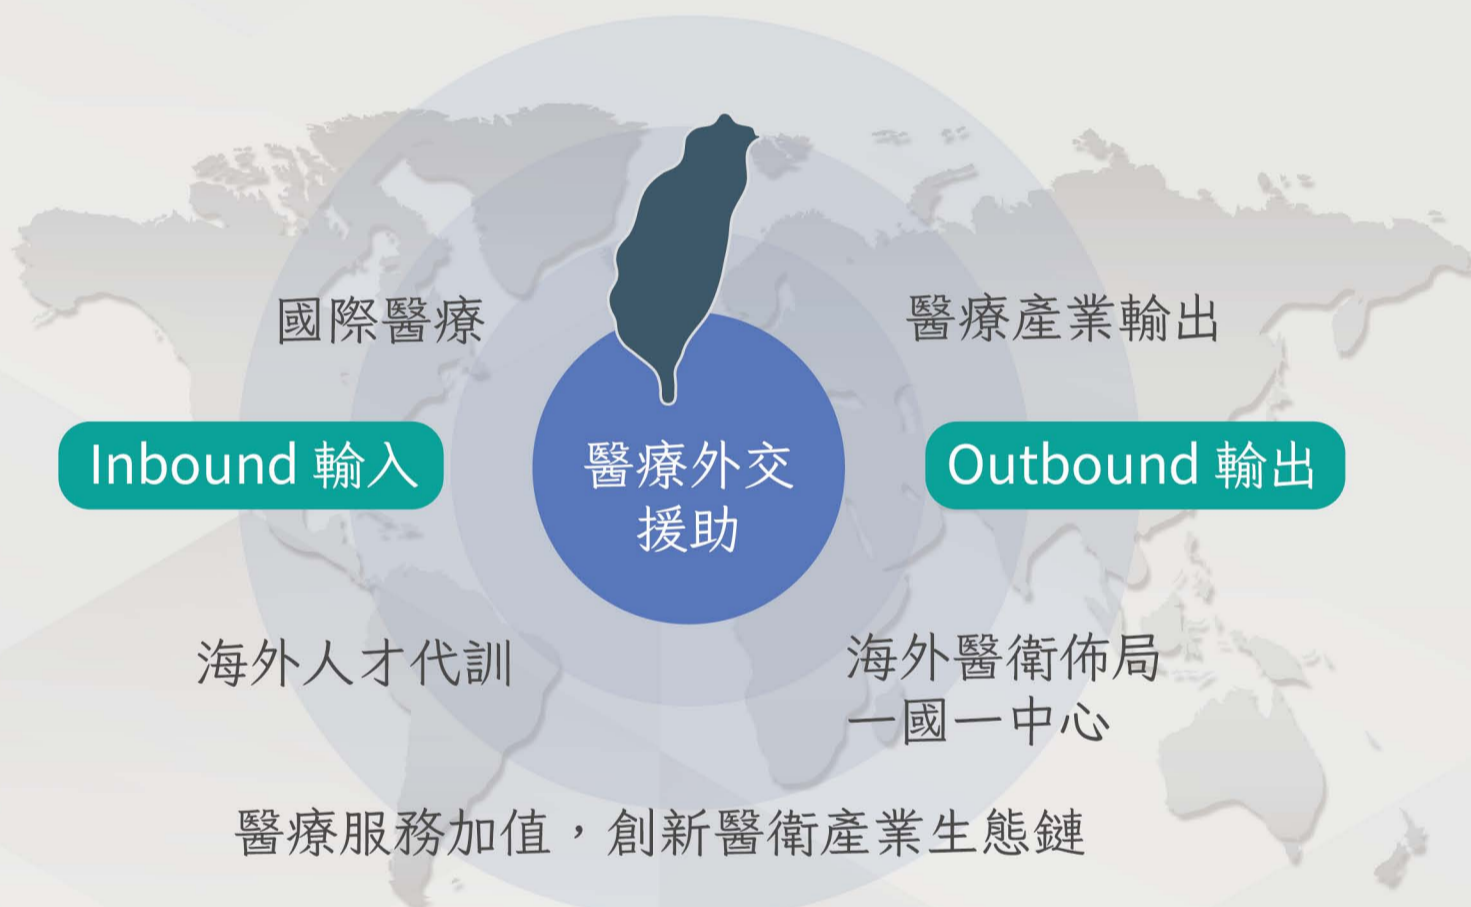 國際醫療
醫療產業輸出
Inbound 輸入
醫療外交
援助
Outbound 輸出
海外人才代訓
海外醫衛佈局
一國一中心
醫療服務加值，創新醫衛產業生態鏈